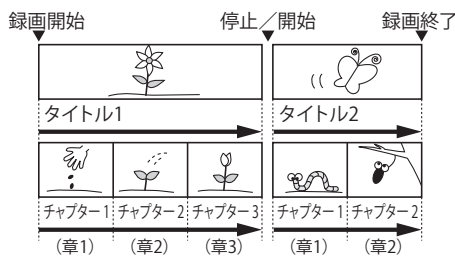 録画開始 停止／開始 録画終了
タイトル1 タイトル2
チャプター1 チャプター2 チャプター3 チャプター1 チャプター2
（章1） （章2） （章3） （章1） （章2）